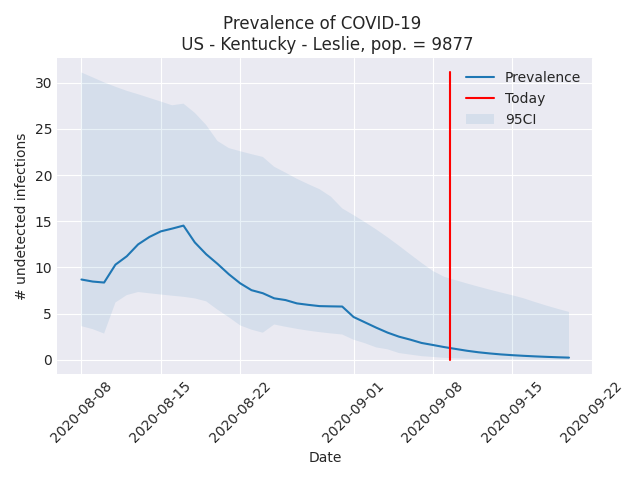 Prevalence of COVID-19
US - Kentucky - Leslie, pop. = 9877
Prevalence
Today
95CI
# undetected infections
30
25
20
15
10
5
0
2020-08-08
2020-08-15
2020-08-22
2020-09-01
2020-09-08
2020-09-15
2020-09-22
Date